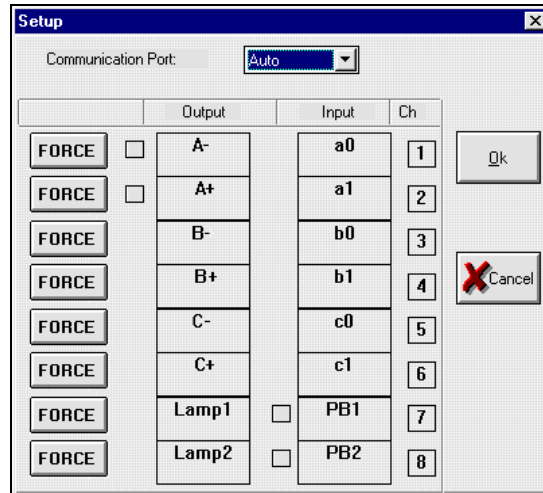 Setup
Communication Port: Auto
Output Input Ch
FORCE A- a0 1
Ok
FORCE A+ a1 2
FORCE B- b0 3
FORCE B+ b1 4
Cancel
FORCE C- c0 5
FORCE C+ c1 6
FORCE Lamp1 PB1 7
FORCE Lamp2 PB2 8